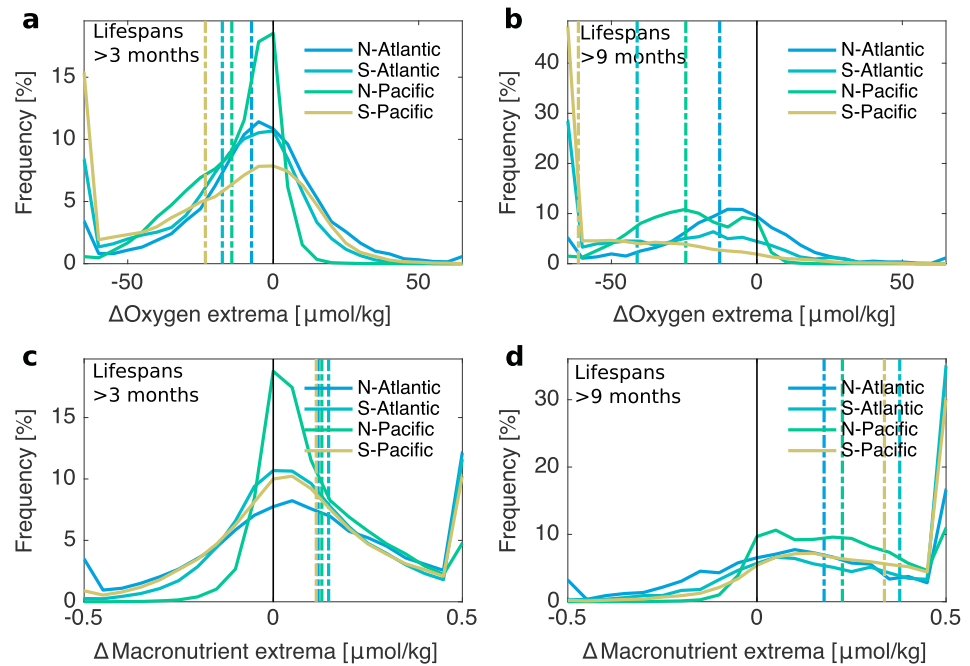 a
Lifespans
>3 months
N-Atlantic
S-Atlantic
N-Pacific
S-Pacific
15
10
5
0
Frequency [%]
-50
0
50
ΔOxygen extrema [μmol/kg]
b
Lifespans
>9 months
N-Atlantic
S-Atlantic
N-Pacific
S-Pacific
40
30
20
10
0
Frequency [%]
-50
0
50
ΔOxygen extrema [μmol/kg]
c
Lifespans
>3 months
N-Atlantic
S-Atlantic
N-Pacific
S-Pacific
15
10
5
0
Frequency [%]
-0.5
0
0.5
Δ Macronutrient extrema [μmol/kg]
d
Lifespans
>9 months
N-Atlantic
S-Atlantic
N-Pacific
S-Pacific
30
20
10
0
Frequency [%]
-0.5
0
0.5
Δ Macronutrient extrema [μmol/kg]